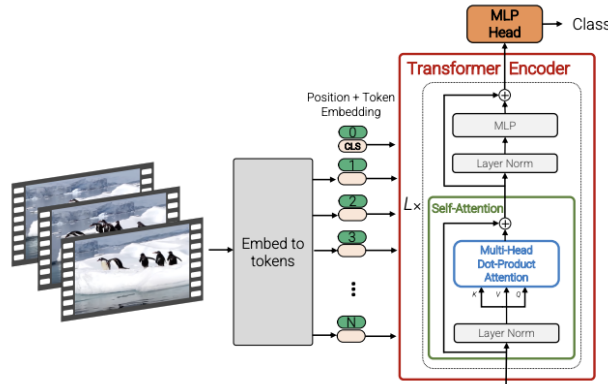 MLP
Head
Class
Transformer Encoder
Position + Token
Embedding
0
CLS
1
2
3
N
Embed to
tokens
L×
MLP
Layer Norm
Self-Attention
Multi-Head
Dot-Product
Attention
K V Q
Layer Norm